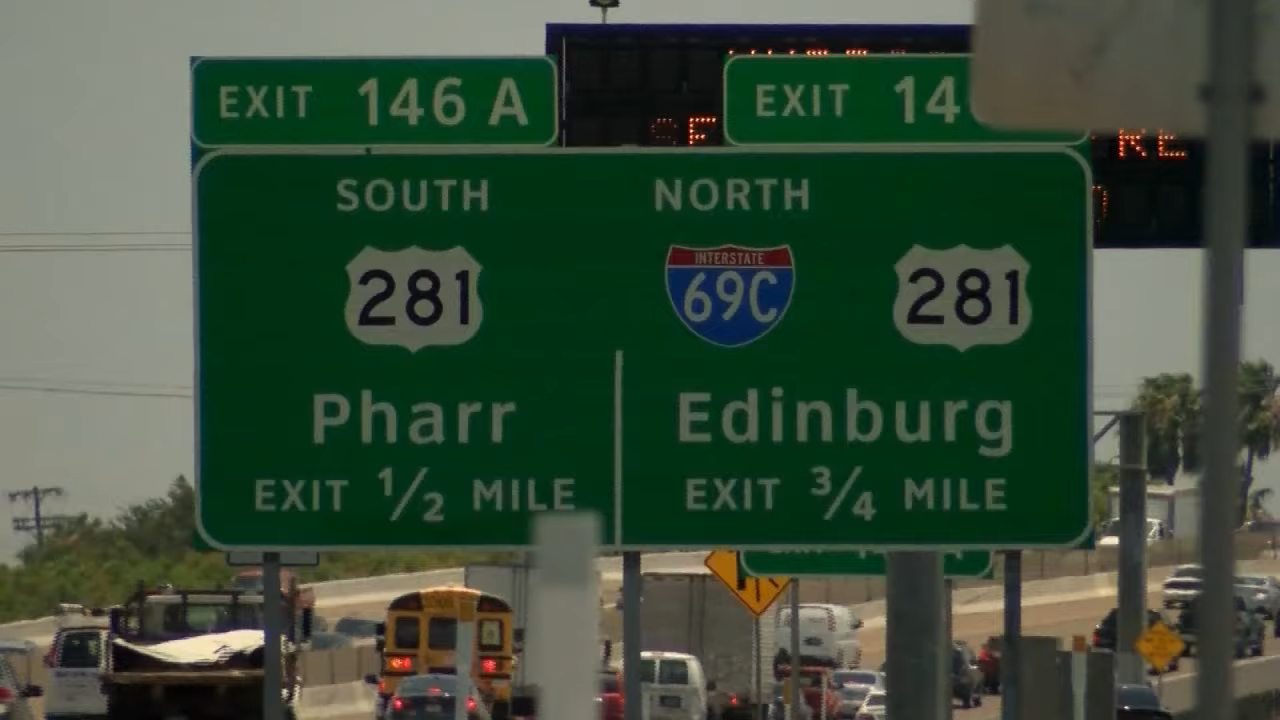 EXIT 146 A
EXIT 14
SOUTH
NORTH
281
INTERSTATE
69C
281
Pharr
Edinburg
EXIT 1/2 MILE
EXIT 3/4 MILE